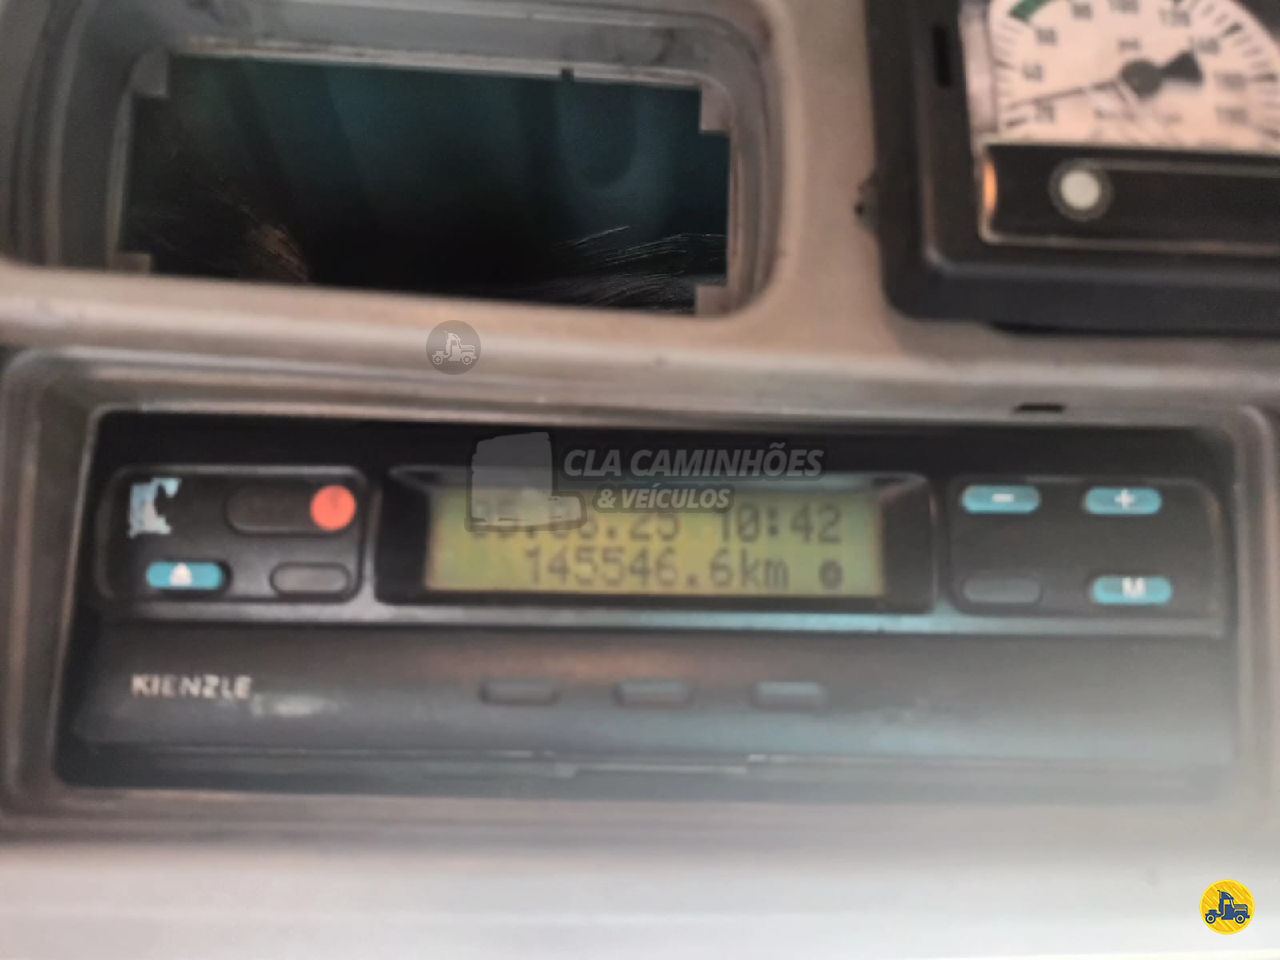 CLA CAMINHÕES
& VEÍCULOS
10:42
145546.6km
- +
M
KIENZLE